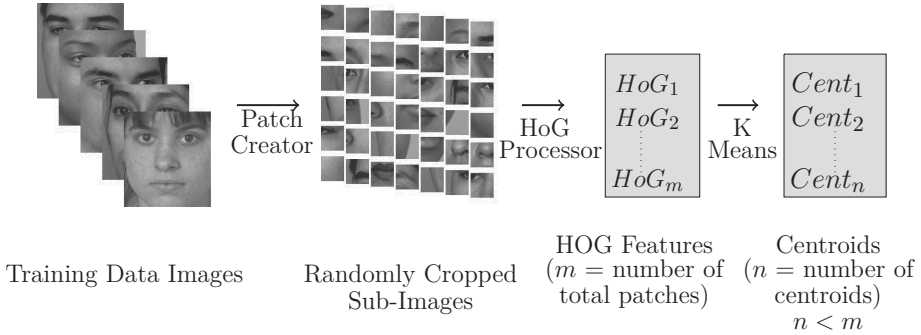 Patch
Creator
HoG
Processor
HoG₁
HoG₂
HoGₘ
K
Means
Cent₁
Cent₂
Centₙ
Training Data Images
Randomly Cropped
Sub-Images
HOG Features
(m = number of
total patches)
Centroids
(n = number of
centroids)
n < m